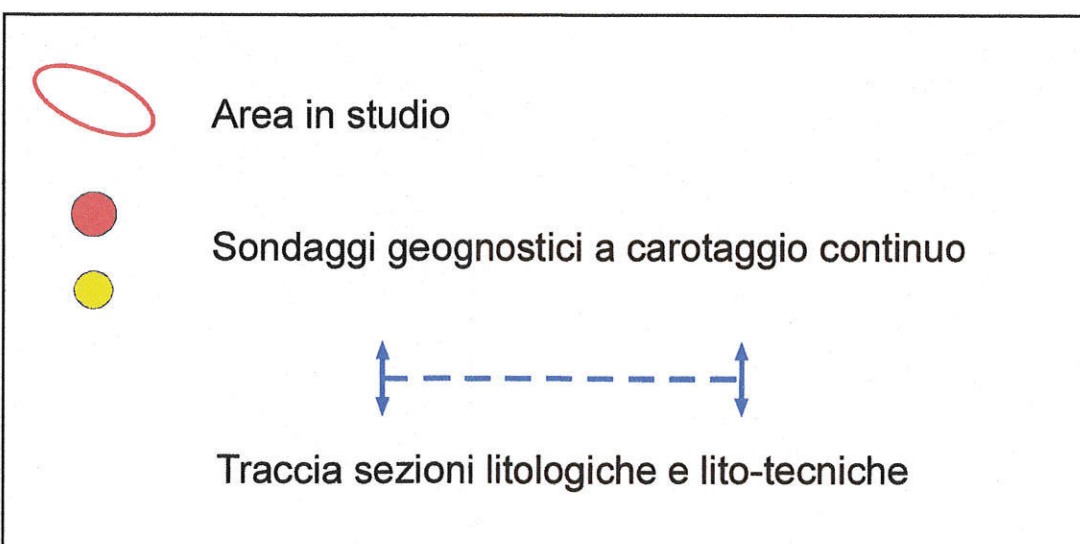 Area in studio
Sondaggi geognostici a carotaggio continuo
Traccia sezioni litologiche e lito-tecniche